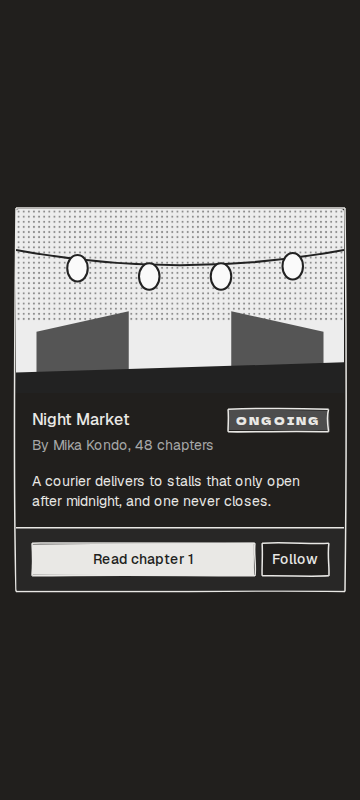 Night Market
ONGOING
By Mika Kondo, 48 chapters
A courier delivers to stalls that only open
after midnight, and one never closes.
Read chapter 1
Follow